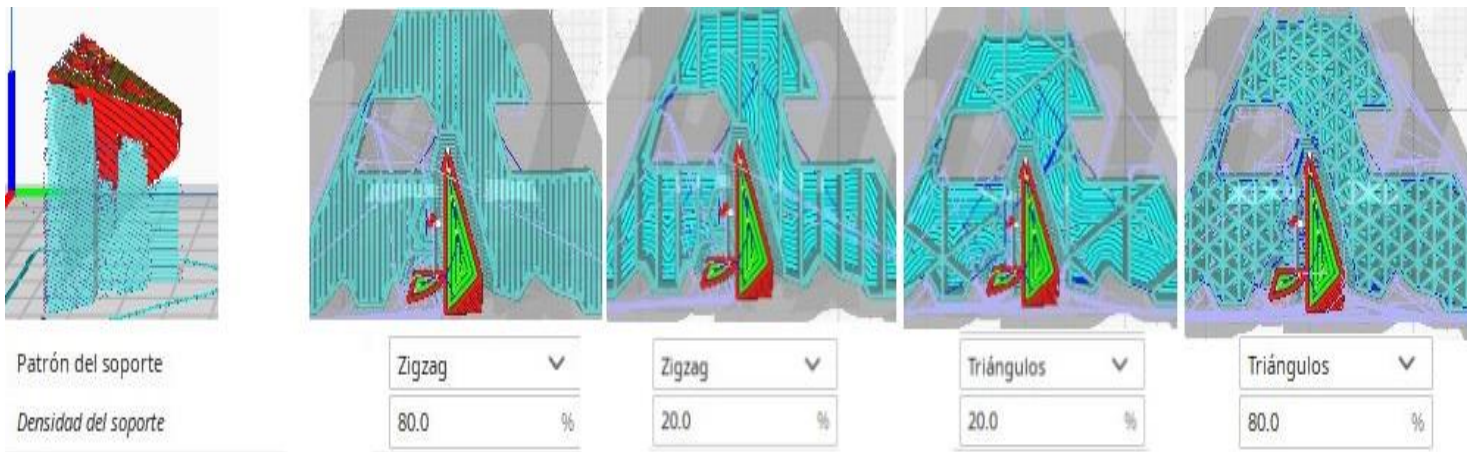 Patrón del soporte
Zigzag
Zigzag
Triángulos
Triángulos
Densidad del soporte
80.0 %
20.0 %
20.0 %
80.0 %